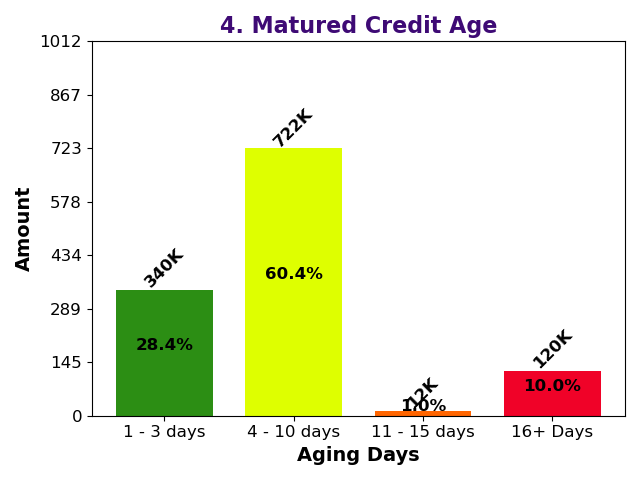 4. Matured Credit Age
1012
867
723
578
434
289
145
0
Amount
340K
722K
12K
120K
28.4%
60.4%
1.0%
10.0%
1 - 3 days
4 - 10 days
11 - 15 days
16+ Days
Aging Days